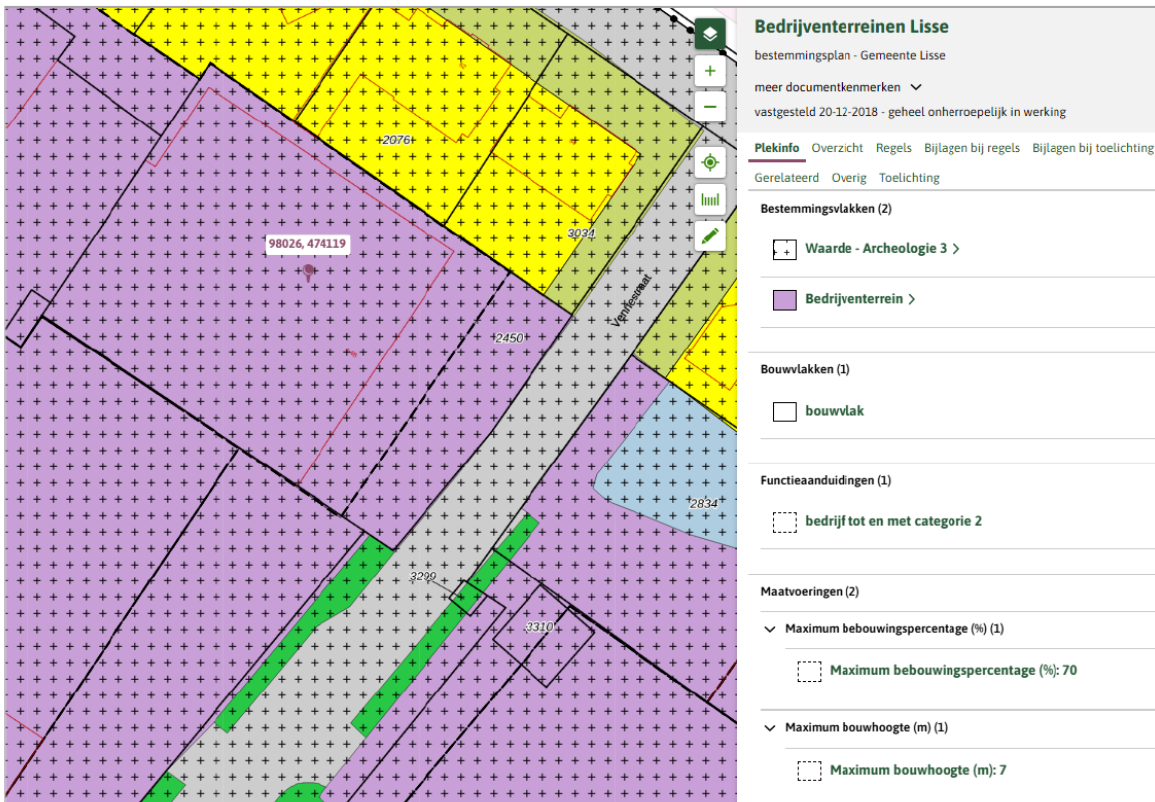 2076
3034
98026, 474119
Vennestraat
2450
2834
3299
3310
Bedrijventerreinen Lisse
bestemmingsplan - Gemeente Lisse
meer documentkenmerken
vastgesteld 20-12-2018 - geheel onherroepelijk in werking
Plekinfo Overzicht Regels Bijlagen bij regels Bijlagen bij toelichting
Gerelateerd Overig Toelichting
Bestemmingsvlakken (2)
Waarde - Archeologie 3 >
Bedrijventerrein >
Bouwvlakken (1)
bouwvlak
Functieaanduidingen (1)
bedrijf tot en met categorie 2
Maatvoeringen (2)
Maximum bebouwingspercentage (%) (1)
Maximum bebouwingspercentage (%): 70
Maximum bouwhoogte (m) (1)
Maximum bouwhoogte (m): 7